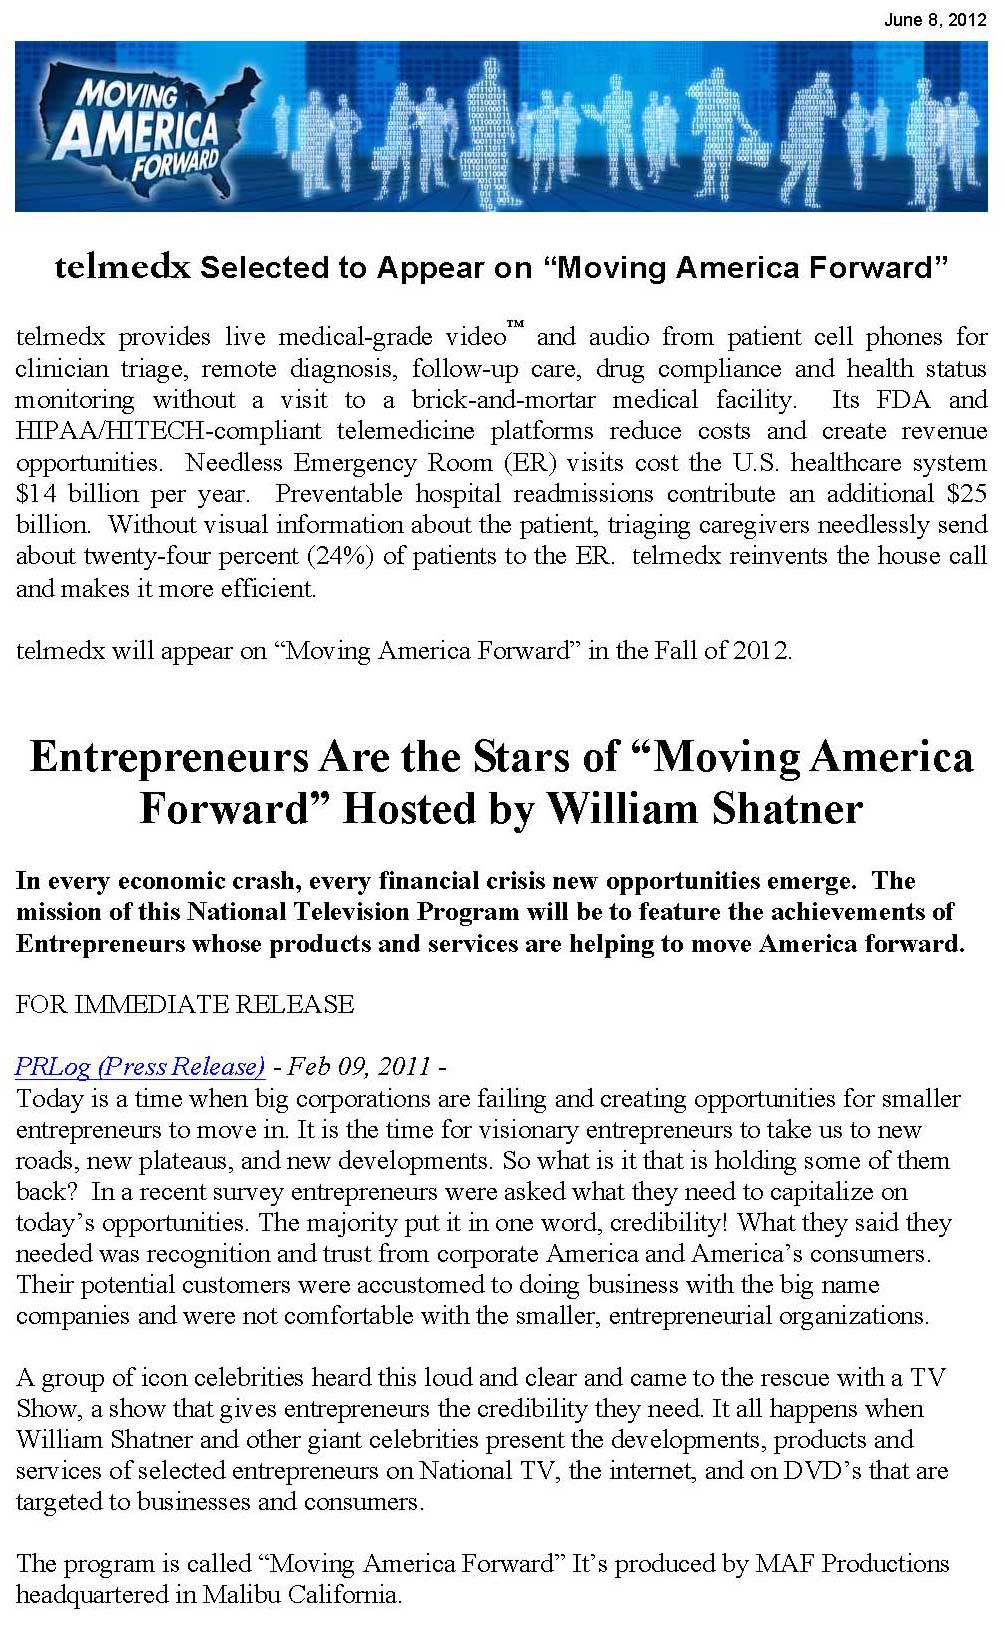 June 8, 2012
MOVING
AMERICA
FORWARD
telmedx Selected to Appear on “Moving America Forward”
telmedx provides live medical-grade video™ and audio from patient cell phones for
clinician triage, remote diagnosis, follow-up care, drug compliance and health status
monitoring without a visit to a brick-and-mortar medical facility. Its FDA and
HIPAA/HITECH-compliant telemedicine platforms reduce costs and create revenue
opportunities. Needless Emergency Room (ER) visits cost the U.S. healthcare system
$14 billion per year. Preventable hospital readmissions contribute an additional $25
billion. Without visual information about the patient, triaging caregivers needlessly send
about twenty-four percent (24%) of patients to the ER. telmedx reinvents the house call
and makes it more efficient.
telmedx will appear on “Moving America Forward” in the Fall of 2012.
Entrepreneurs Are the Stars of “Moving America
Forward” Hosted by William Shatner
In every economic crash, every financial crisis new opportunities emerge. The
mission of this National Television Program will be to feature the achievements of
Entrepreneurs whose products and services are helping to move America forward.
FOR IMMEDIATE RELEASE
PRLog (Press Release) - Feb 09, 2011 -
Today is a time when big corporations are failing and creating opportunities for smaller
entrepreneurs to move in. It is the time for visionary entrepreneurs to take us to new
roads, new plateaus, and new developments. So what is it that is holding some of them
back? In a recent survey entrepreneurs were asked what they need to capitalize on
today’s opportunities. The majority put it in one word, credibility! What they said they
needed was recognition and trust from corporate America and America’s consumers.
Their potential customers were accustomed to doing business with the big name
companies and were not comfortable with the smaller, entrepreneurial organizations.
A group of icon celebrities heard this loud and clear and came to the rescue with a TV
Show, a show that gives entrepreneurs the credibility they need. It all happens when
William Shatner and other giant celebrities present the developments, products and
services of selected entrepreneurs on National TV, the internet, and on DVD’s that are
targeted to businesses and consumers.
The program is called “Moving America Forward” It’s produced by MAF Productions
headquartered in Malibu California.